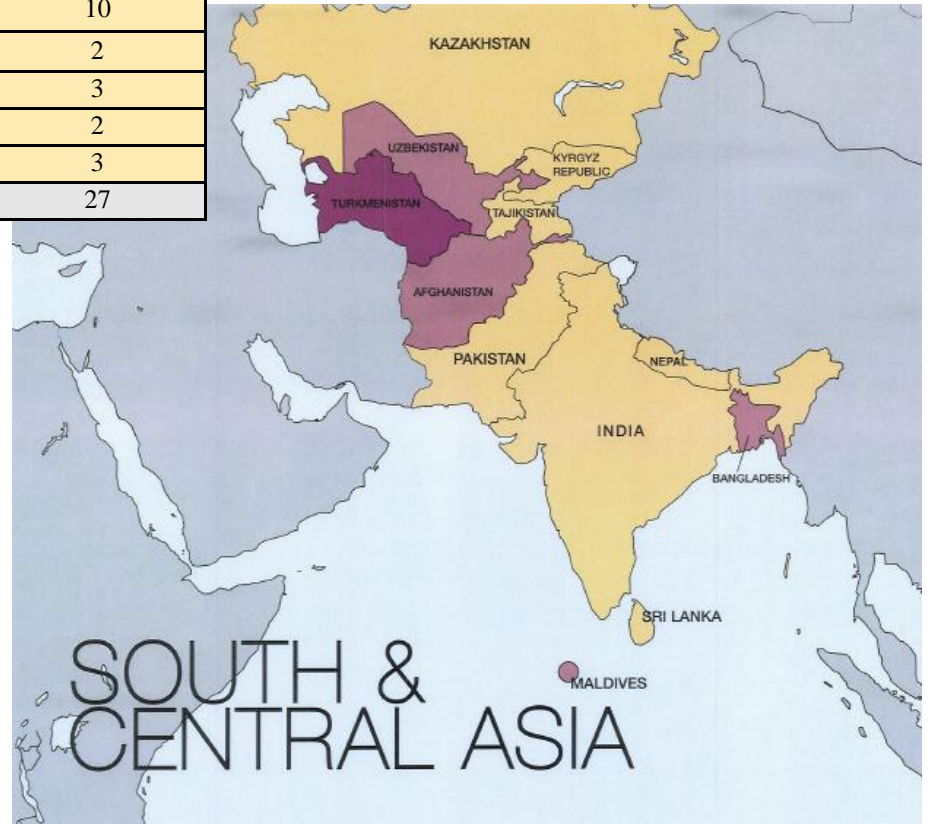 10
2
3
2
3
27
KAZAKHSTAN
UZBEKISTAN
KYRGYZ
REPUBLIC
TURKMENISTAN
TAJIKISTAN
AFGHANISTAN
PAKISTAN
NEPAL
INDIA
BANGLADESH
SRI LANKA
MALDIVES
SOUTH &
CENTRAL ASIA